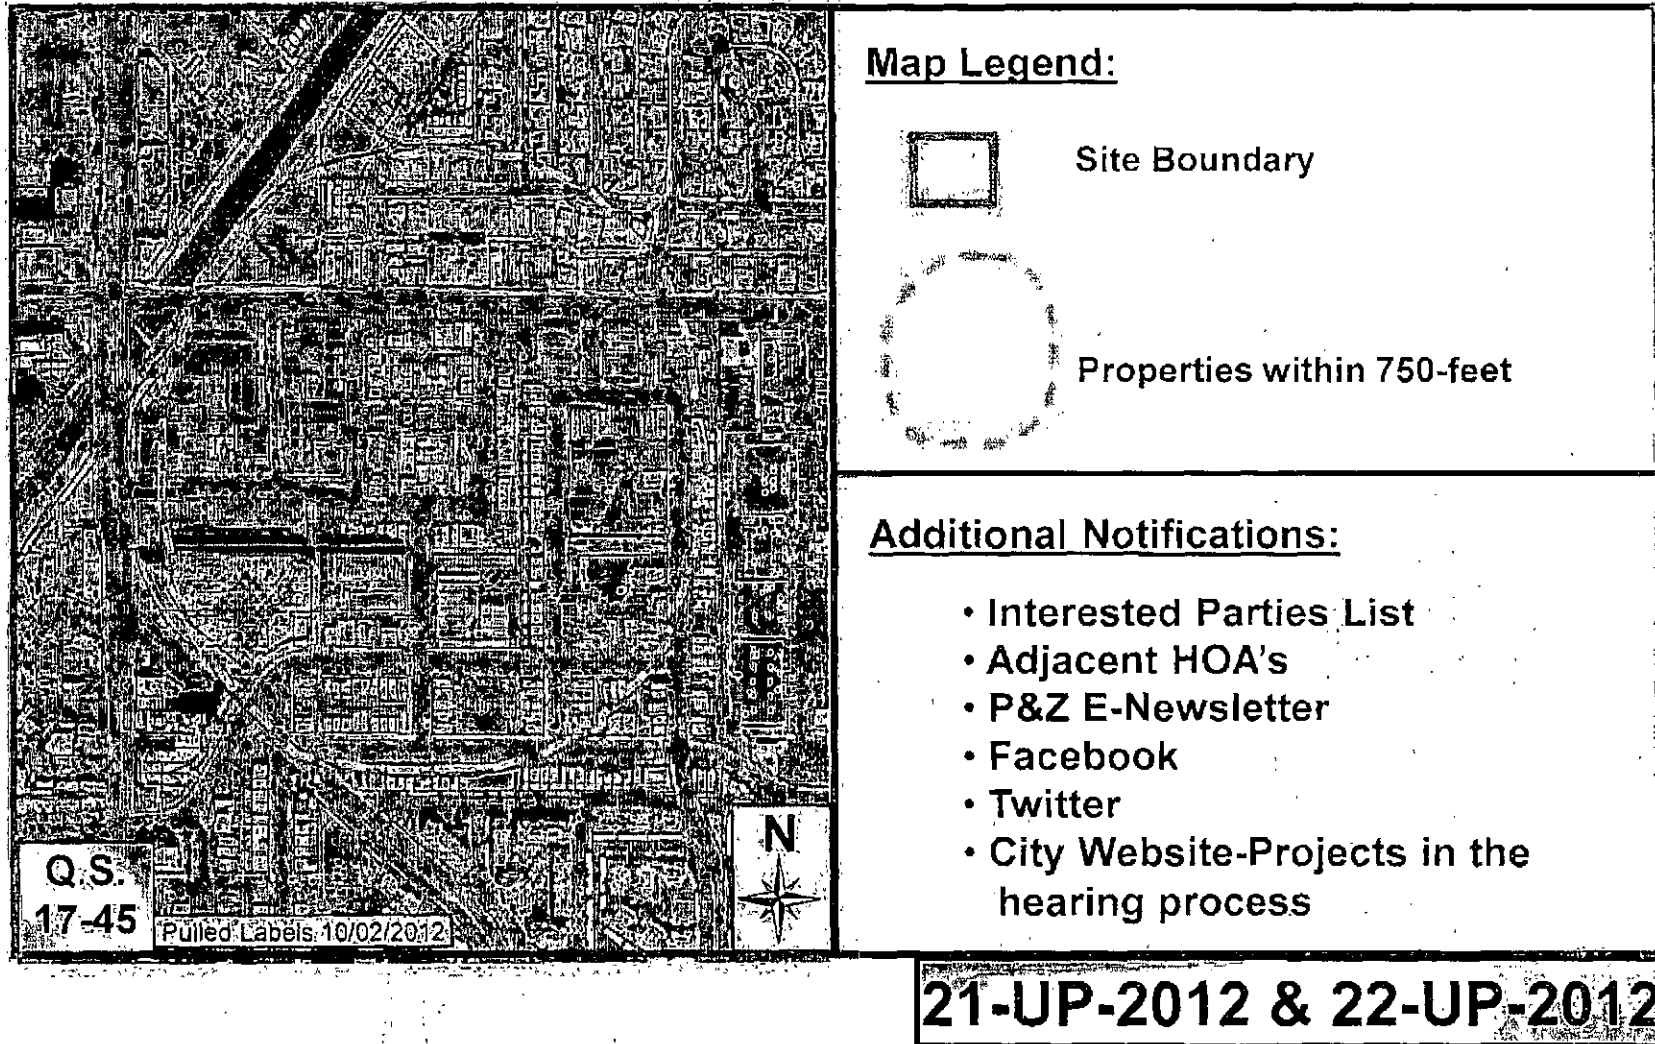 Map Legend:
Site Boundary
Properties within 750-feet
Additional Notifications:
• Interested Parties List
• Adjacent HOA's
• P&Z E-Newsletter
• Facebook
• Twitter
• City Website-Projects in the
hearing process
Q.S.
17-45
Pulled Labels 10/02/2012
N
21-UP-2012 & 22-UP-2012